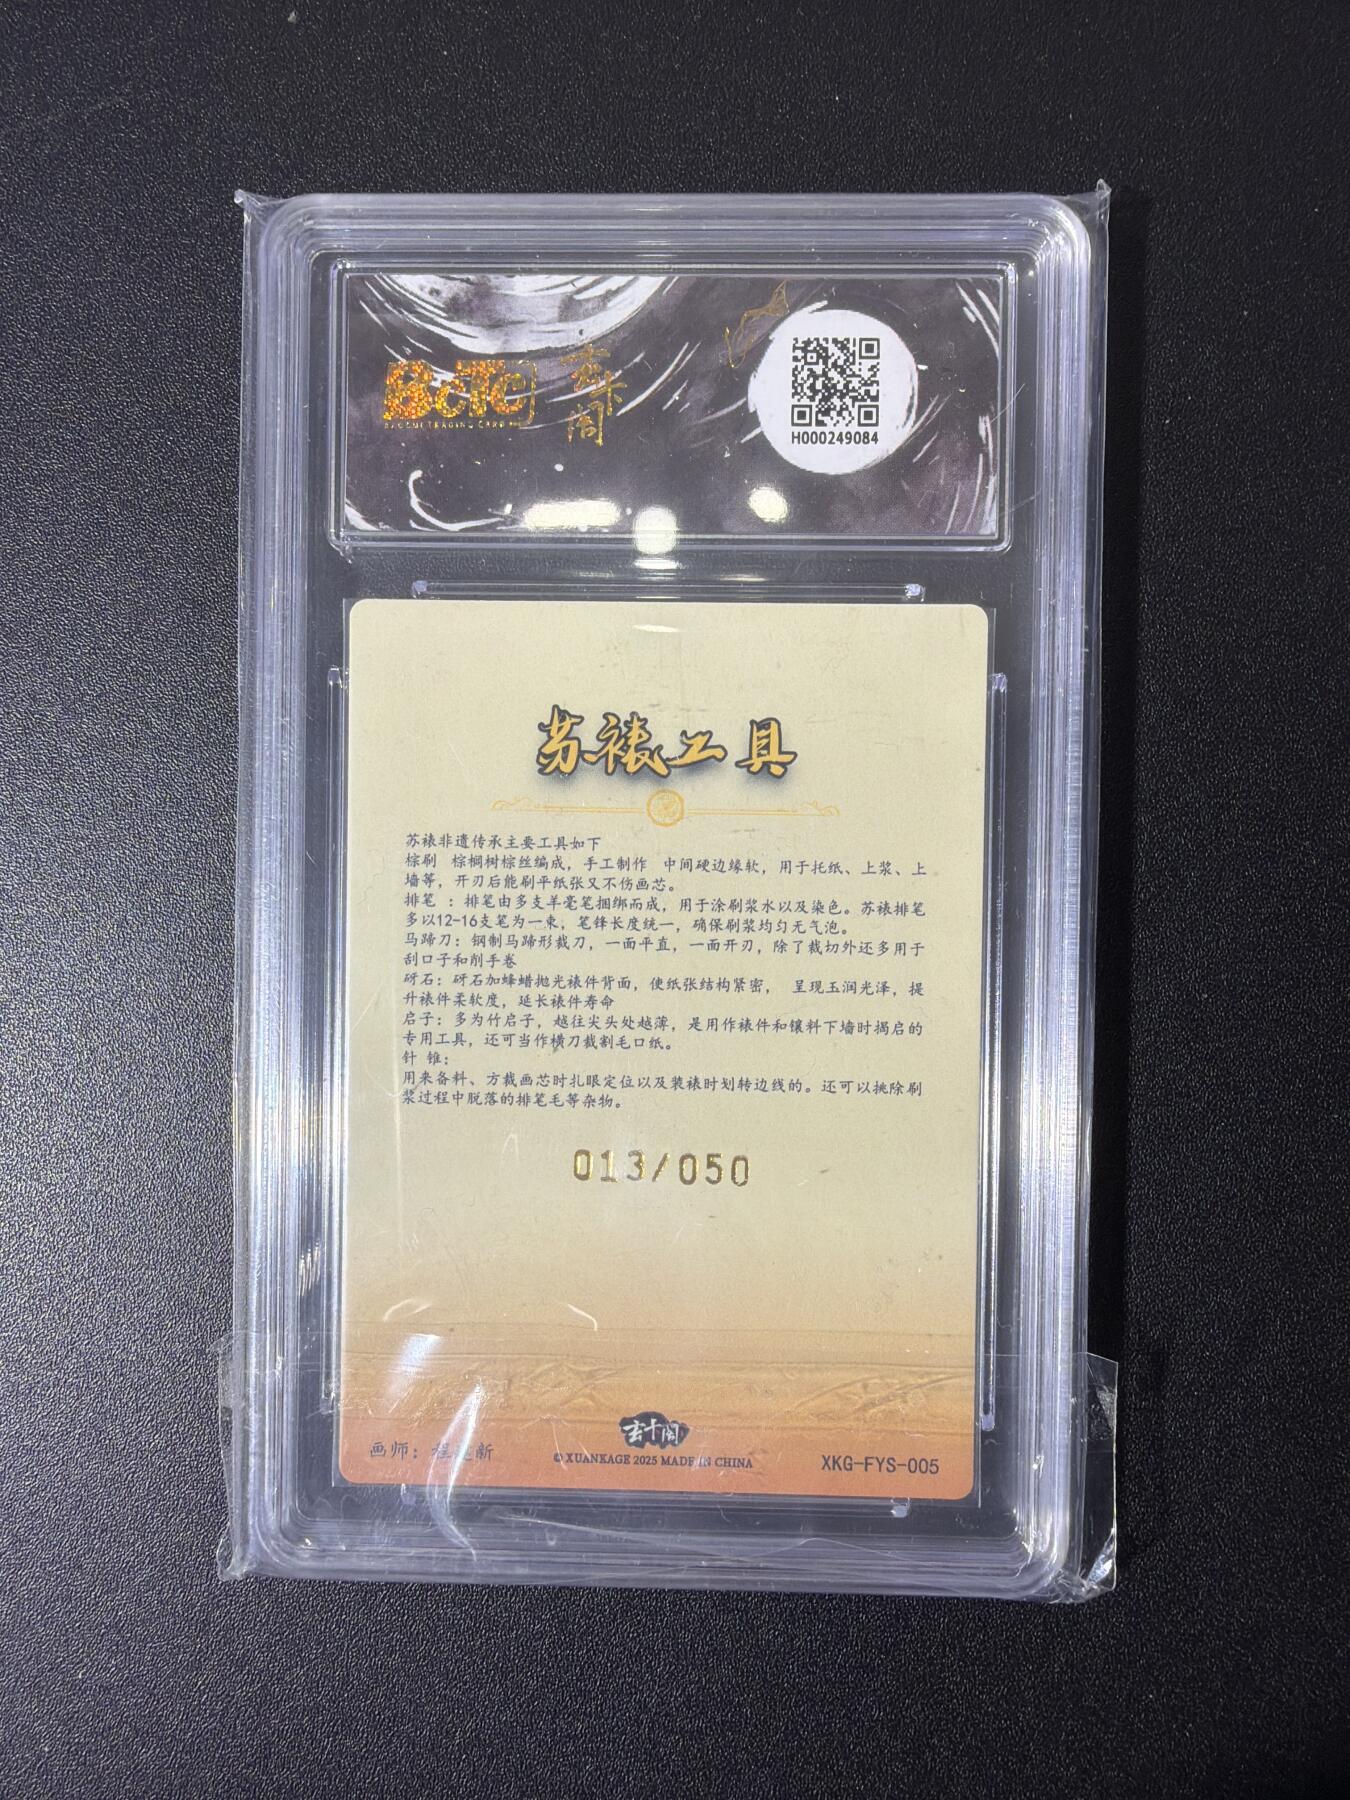 BCTC
玄卡阁
H000249084
苏裱工具
苏裱非遗传承主要工具如下
棕刷 棕榈树棕丝编成，手工制作 中间硬边缘软，用于托纸、上浆、上
墙等，开刃后能刷平纸张又不伤画芯。
排笔 ：排笔由多支羊毫笔捆绑而成，用于涂刷浆水以及染色。苏裱排笔
多以12-16支笔为一束，笔锋长度统一，确保刷浆均匀无气泡。
马蹄刀：钢制马蹄形裁刀，一面平直，一面开刃，除了裁切外还多用于
刮口子和削手卷
砑石：砑石加蜂蜡抛光裱件背面，使纸张结构紧密， 呈现玉润光泽，提
升裱件柔软度，延长裱件寿命
启子：多为竹启子，越往尖头处越薄，是用作裱件和镶料下墙时揭启的
专用工具，还可当作横刀裁割毛口纸。
针 锥：
用来备料、方裁画芯时扎眼定位以及装裱时划转边线的。还可以挑除刷
浆过程中脱落的排笔毛等杂物。
013/050
玄卡阁
画师：程 新
© XUANKAGE 2025 MADE IN CHINA
XKG-FYS-005